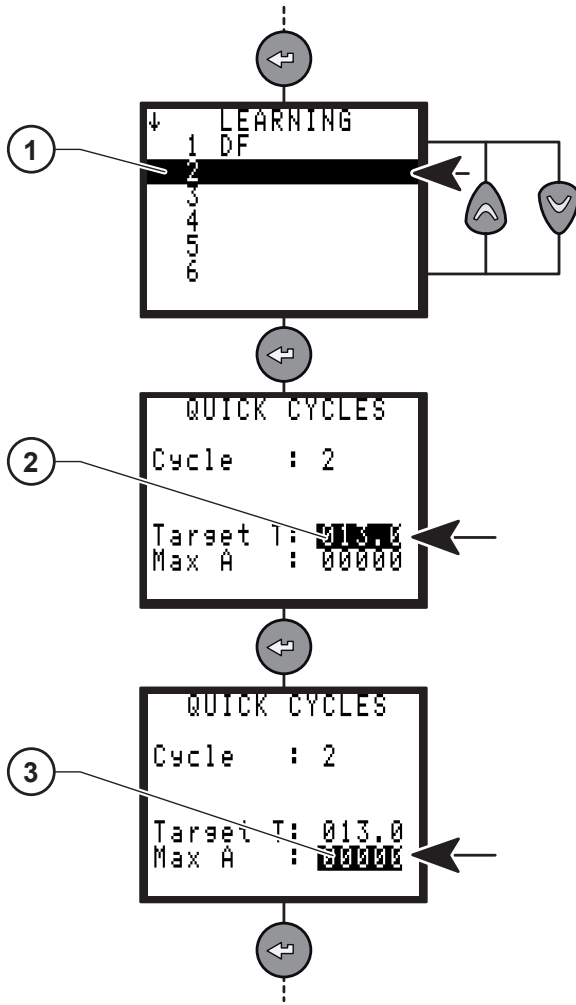 ↓ LEARNING
1 DF
2
3
4
5
6
1
QUICK CYCLES
Cycle : 2
Target T: 013.0
Max A : 00000
2
QUICK CYCLES
Cycle : 2
Target T: 013.0
Max A : 00000
3